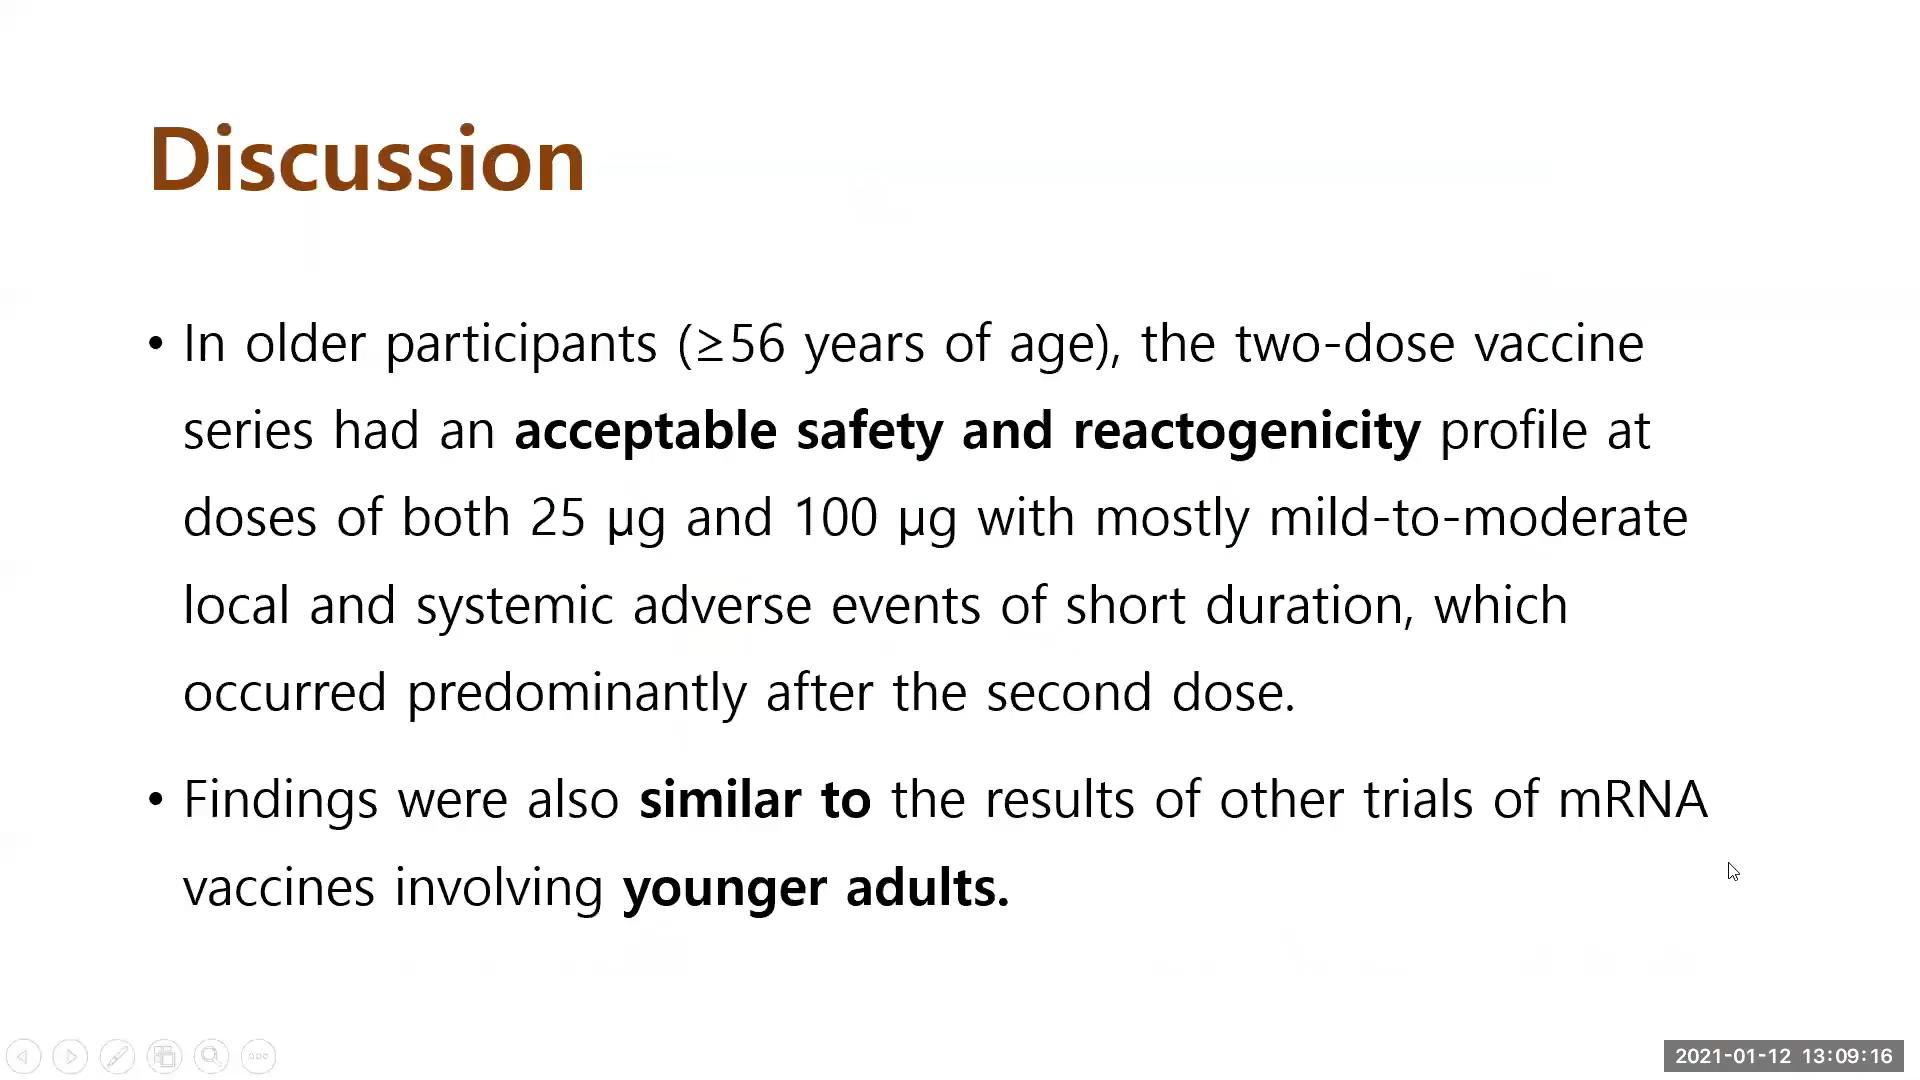 Discussion
• In older participants (≥56 years of age), the two-dose vaccine
series had an acceptable safety and reactogenicity profile at
doses of both 25 μg and 100 μg with mostly mild-to-moderate
local and systemic adverse events of short duration, which
occurred predominantly after the second dose.
• Findings were also similar to the results of other trials of mRNA
vaccines involving younger adults.
2021-01-12 13:09:16